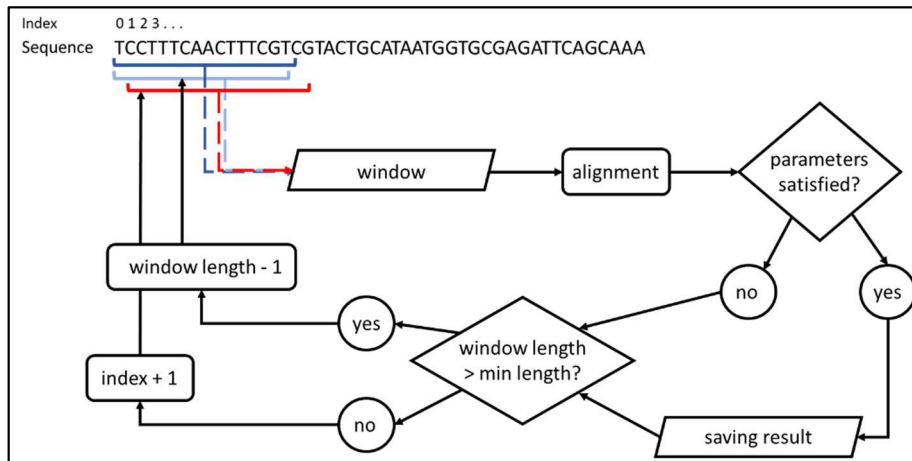 Index 0 1 2 3 . . .
Sequence TCCTTTCAACTTTCGTCGTACTGCATAATGGTGCGAGATTCAGCAAA
window
alignment
parameters
satisfied?
window length - 1
no
yes
yes
window length
> min length?
index + 1
no
saving result